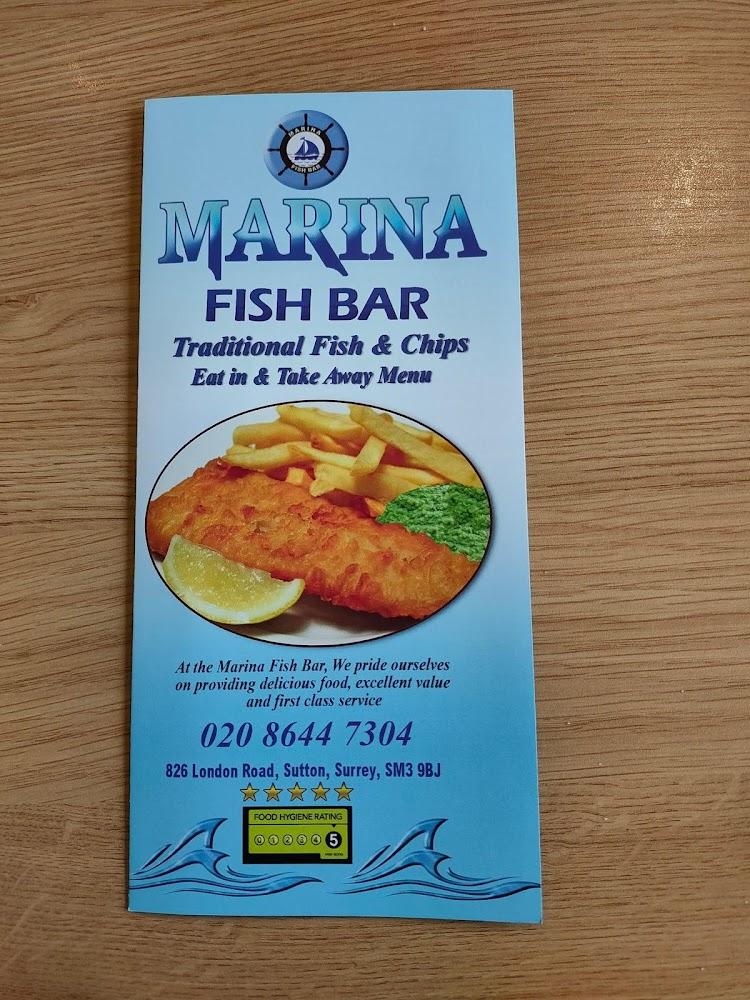 MARINA
FISH BAR
MARINA
FISH BAR
Traditional Fish & Chips
Eat in & Take Away Menu
At the Marina Fish Bar, We pride ourselves
on providing delicious food, excellent value
and first class service
020 8644 7304
826 London Road, Sutton, Surrey, SM3 9BJ
FOOD HYGIENE RATING
0 1 2 3 4 5
VERY GOOD